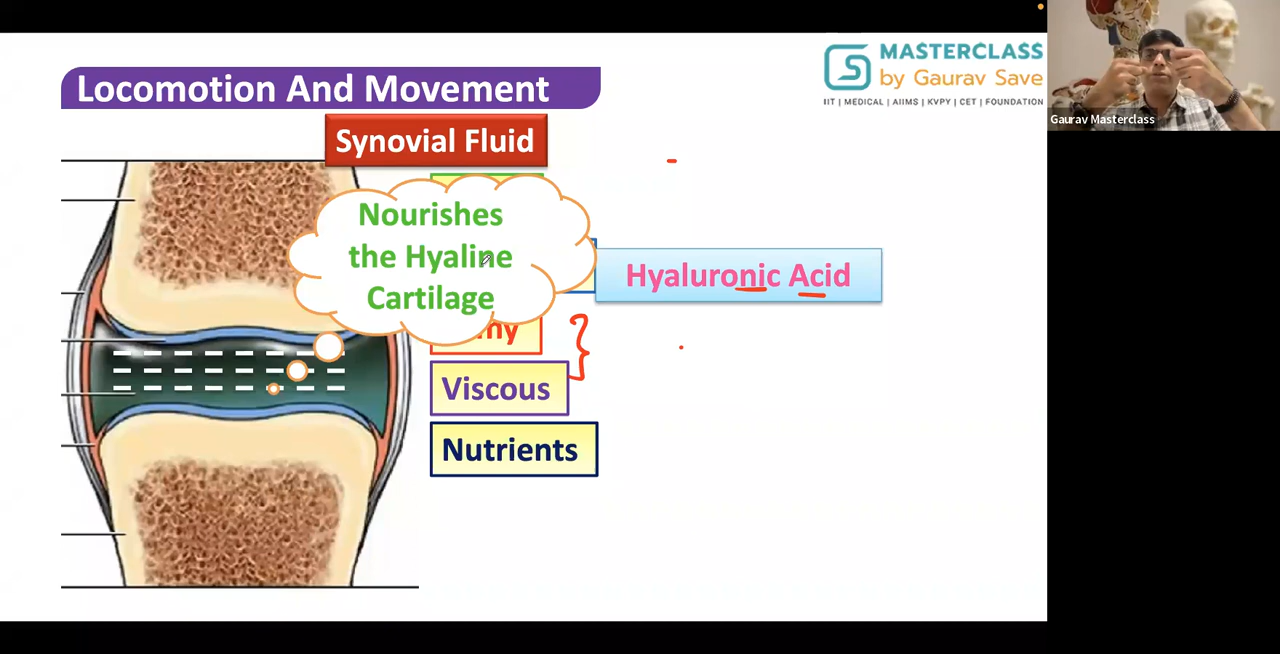 MASTERCLASS
by Gaurav Save
IIT | MEDICAL | AIIMS | KVPY | CET | FOUNDATION
Gaurav Masterclass
Locomotion And Movement
Synovial Fluid
Nourishes
the Hyaline
Cartilage
Hyaluronic Acid
Viscous
Nutrients